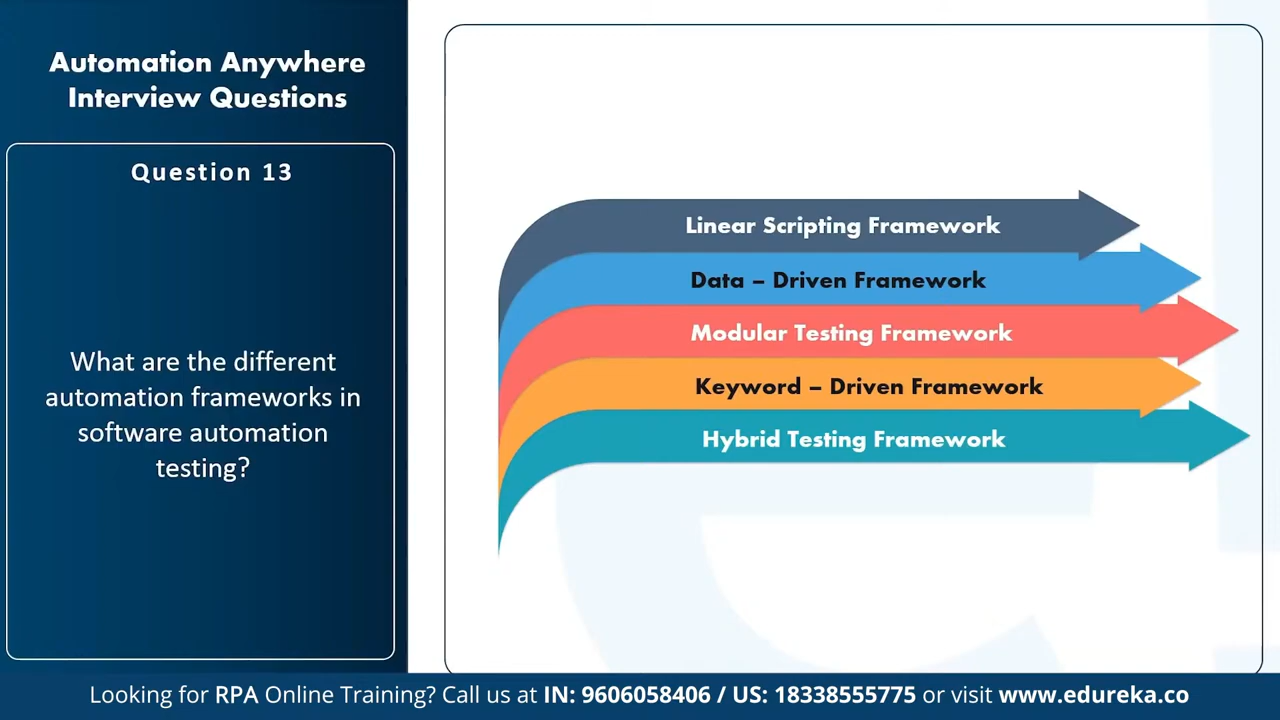 Automation Anywhere
Interview Questions
Question 13
What are the different
automation frameworks in
software automation
testing?
Linear Scripting Framework
Data – Driven Framework
Modular Testing Framework
Keyword – Driven Framework
Hybrid Testing Framework
Looking for RPA Online Training? Call us at IN: 9606058406 / US: 18338555775 or visit www.edureka.co